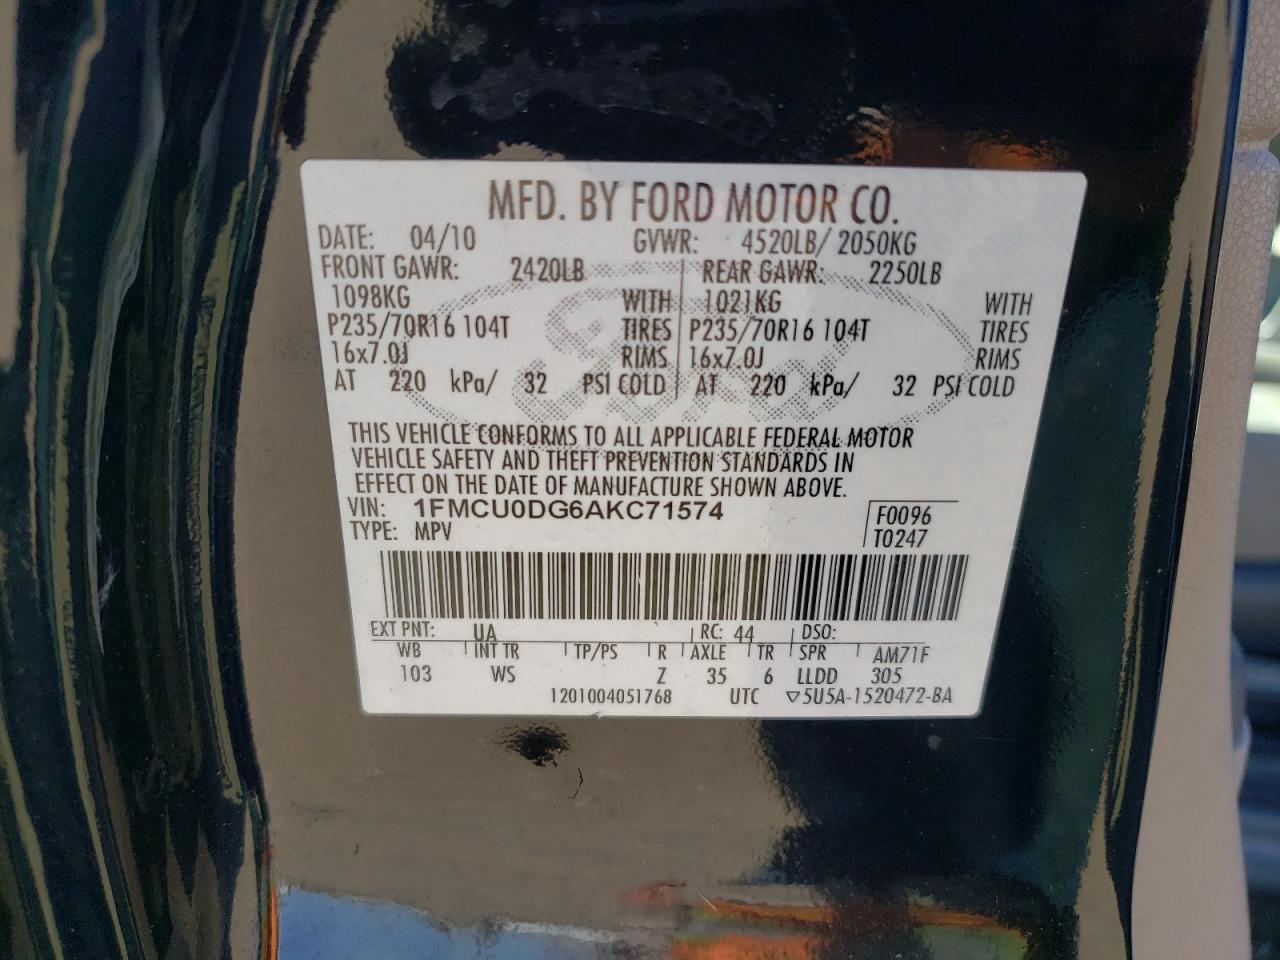 MFD. BY FORD MOTOR CO.
DATE: 04/10 GVWR: 4520LB/ 2050KG
FRONT GAWR: 2420LB REAR GAWR: 2250LB
1098KG WITH 1021KG WITH
P235/70R16 104T TIRES P235/70R16 104T TIRES
16x7.0J RIMS 16x7.0J RIMS
AT 220 kPa/ 32 PSI COLD AT 220 kPa/ 32 PSI COLD
Ford
THIS VEHICLE CONFORMS TO ALL APPLICABLE FEDERAL MOTOR
VEHICLE SAFETY AND THEFT PREVENTION STANDARDS IN
EFFECT ON THE DATE OF MANUFACTURE SHOWN ABOVE.
VIN: 1FMCU0DG6AKC71574 F0096
TYPE: MPV T0247
EXT PNT: UA RC: 44 DSO:
WB INT TR TP/PS R AXLE TR SPR AM71F
103 WS Z 35 6 LLDD 305
1201004051768 UTC ▽5U5A-1520472-BA